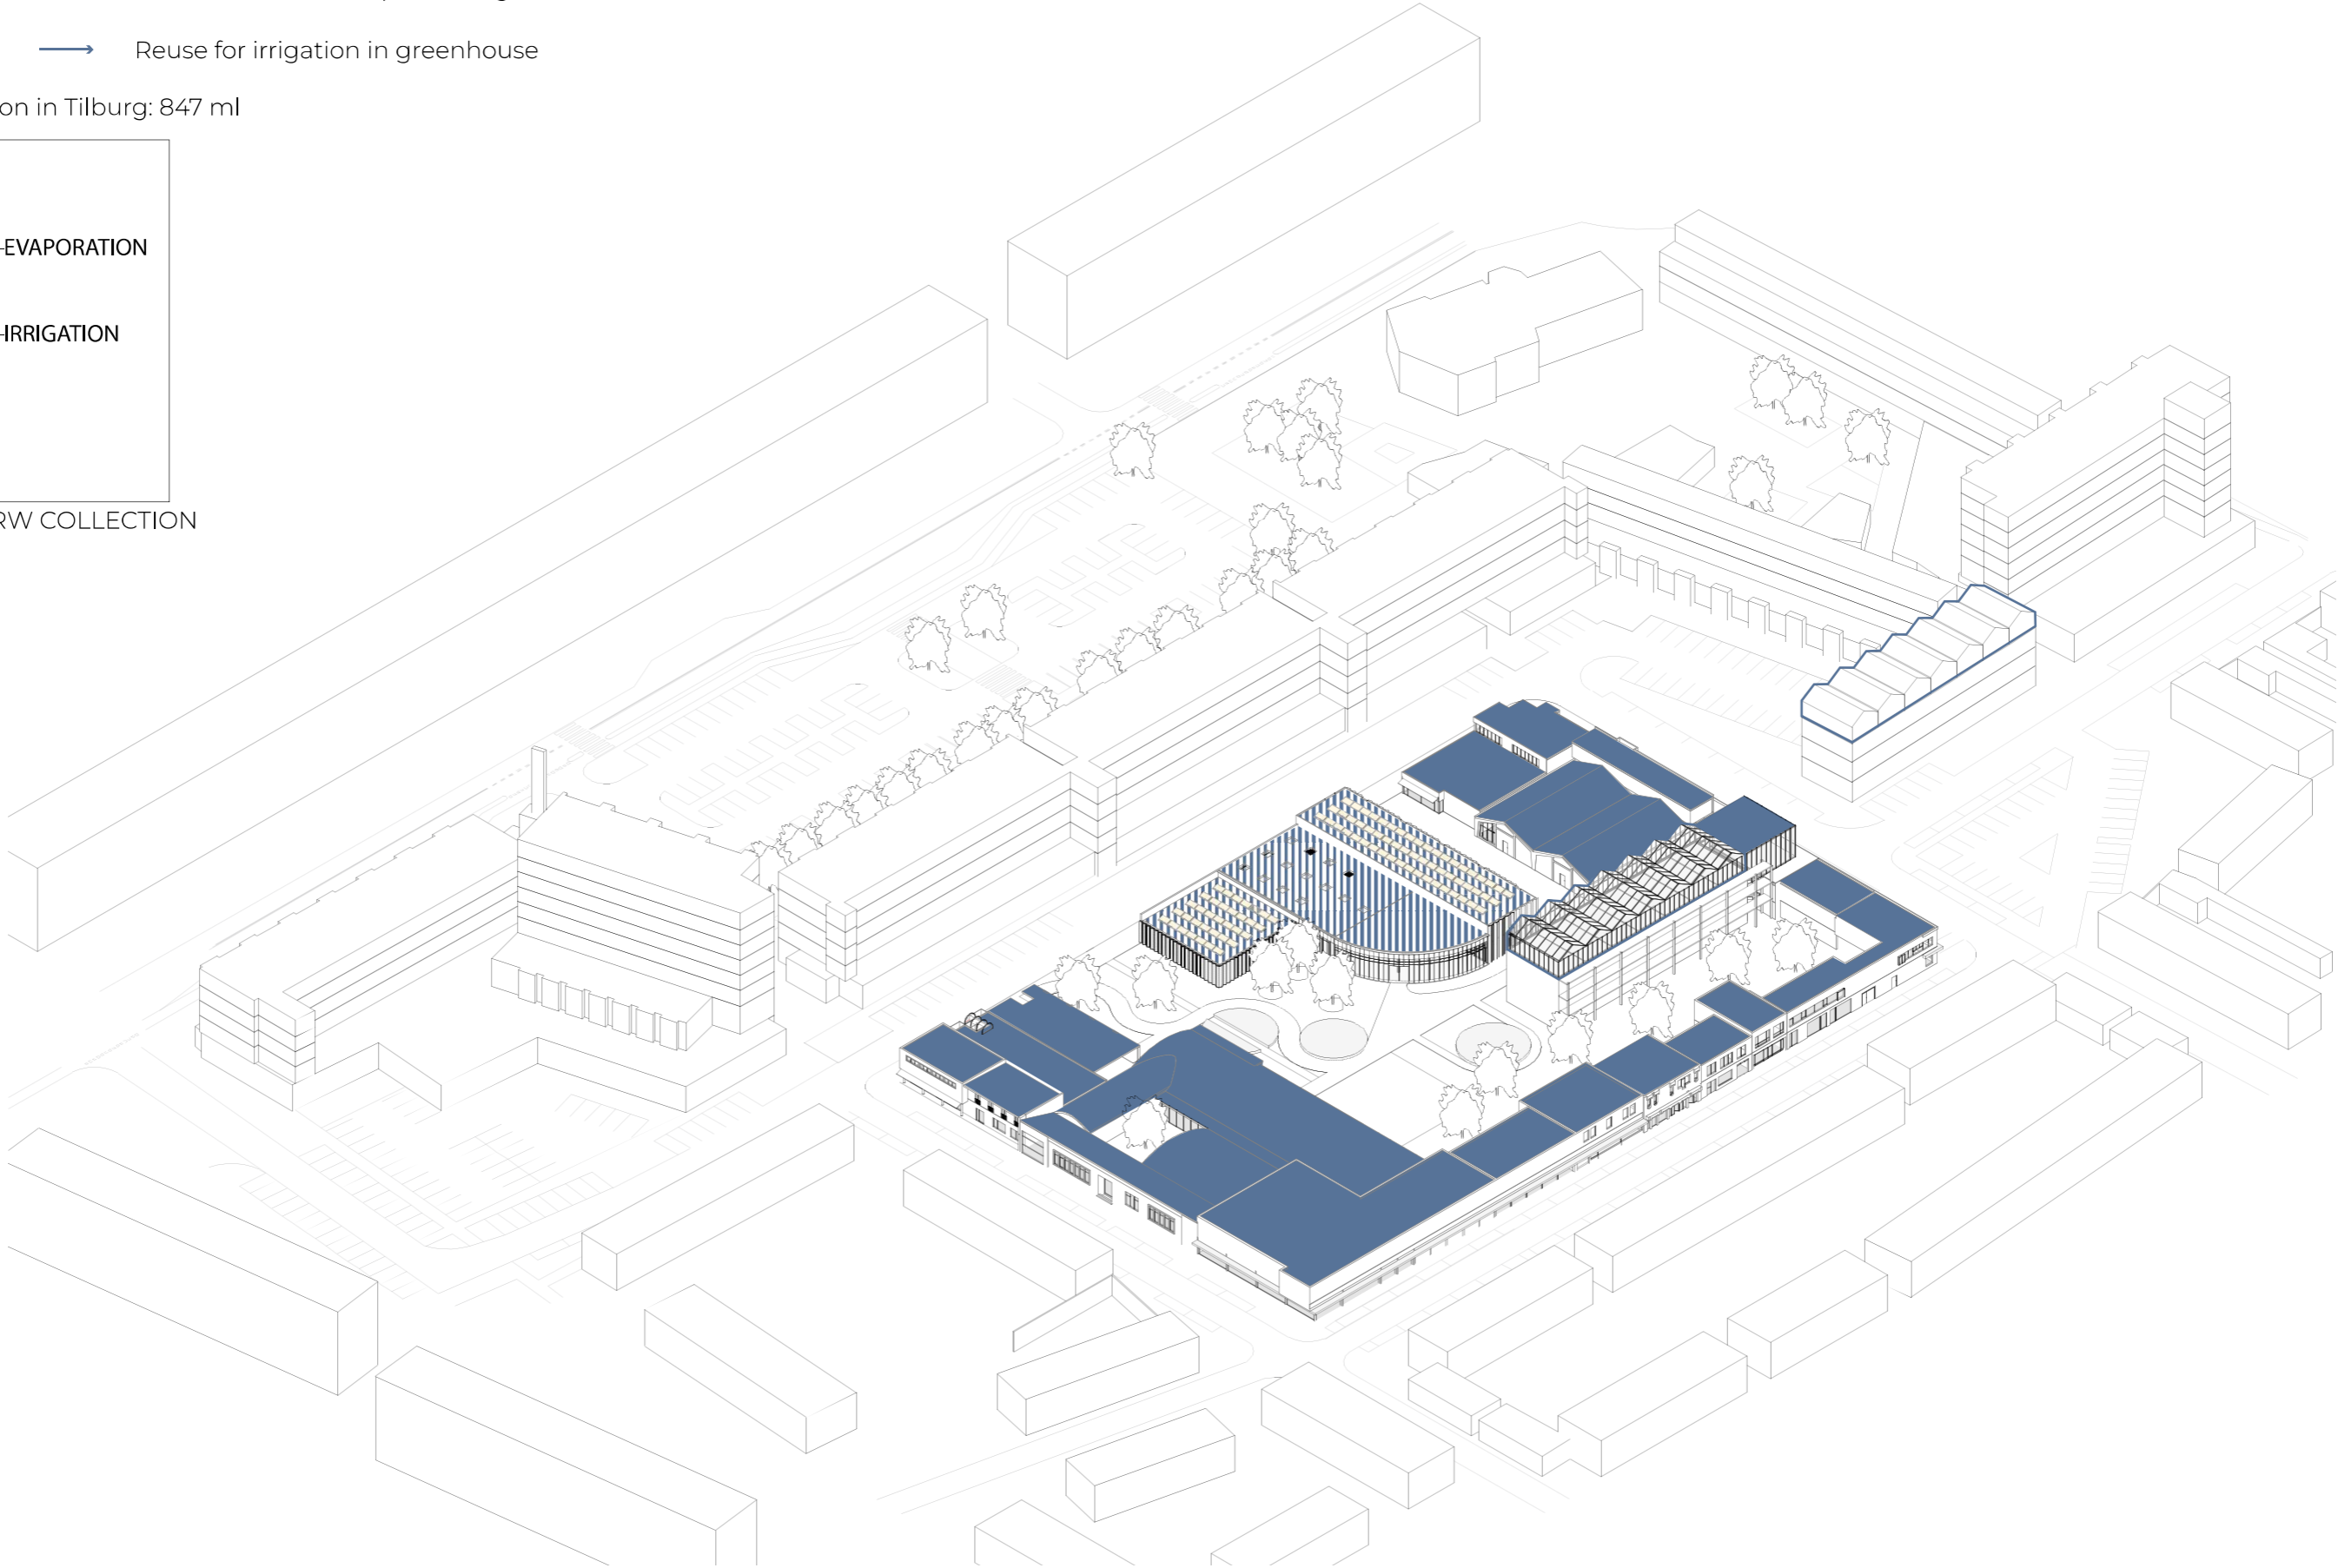 Reuse for irrigation in greenhouse
on in Tilburg: 847 ml
-EVAPORATION
-IRRIGATION
RW COLLECTION